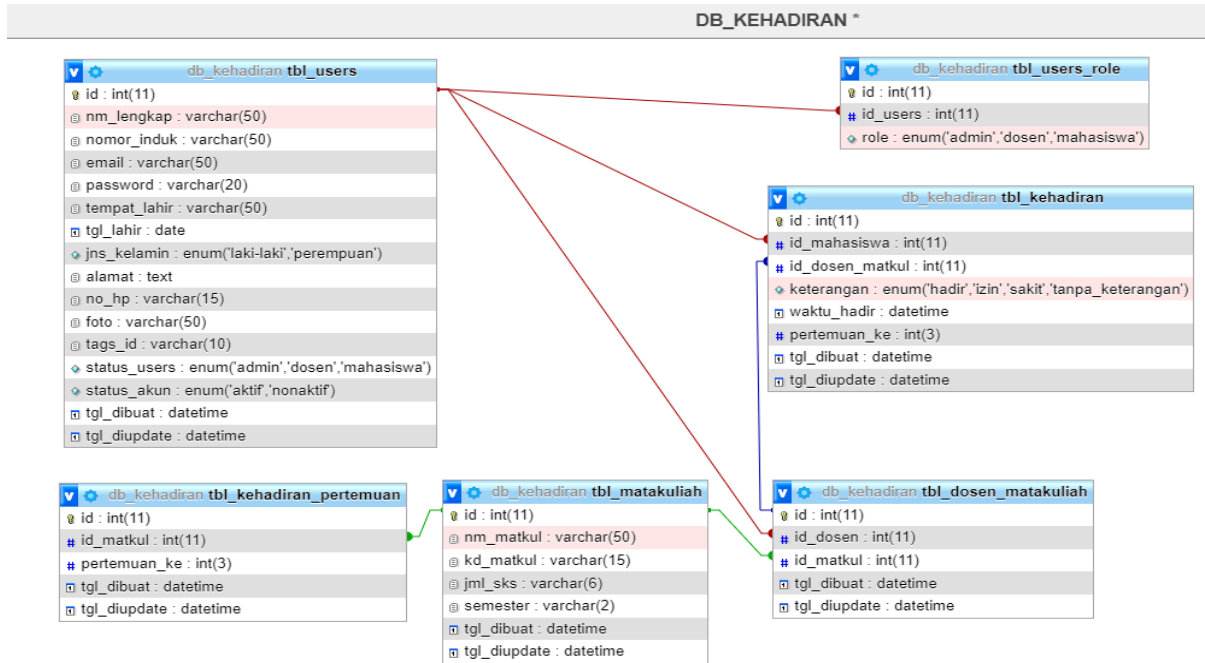 DB_KEHADIRAN *
db_kehadiran tbl_users
id : int(11)
nm_lengkap : varchar(50)
nomor_induk : varchar(50)
email : varchar(50)
password : varchar(20)
tempat_lahir : varchar(50)
tgl_lahir : date
jns_kelamin : enum('laki-laki','perempuan')
alamat : text
no_hp : varchar(15)
foto : varchar(50)
tags_id : varchar(10)
status_users : enum('admin','dosen','mahasiswa')
status_akun : enum('aktif','nonaktif')
tgl_dibuat : datetime
tgl_diupdate : datetime
db_kehadiran tbl_users_role
id : int(11)
id_users : int(11)
role : enum('admin','dosen','mahasiswa')
db_kehadiran tbl_kehadiran
id : int(11)
id_mahasiswa : int(11)
id_dosen_matkul : int(11)
keterangan : enum('hadir','izin','sakit','tanpa_keterangan')
waktu_hadir : datetime
pertemuan_ke : int(3)
tgl_dibuat : datetime
tgl_diupdate : datetime
db_kehadiran tbl_kehadiran_pertemuan
id : int(11)
id_matkul : int(11)
pertemuan_ke : int(3)
tgl_dibuat : datetime
tgl_diupdate : datetime
db_kehadiran tbl_matakuliah
id : int(11)
nm_matkul : varchar(50)
kd_matkul : varchar(15)
jml_sks : varchar(6)
semester : varchar(2)
tgl_dibuat : datetime
tgl_diupdate : datetime
db_kehadiran tbl_dosen_matakuliah
id : int(11)
id_dosen : int(11)
id_matkul : int(11)
tgl_dibuat : datetime
tgl_diupdate : datetime